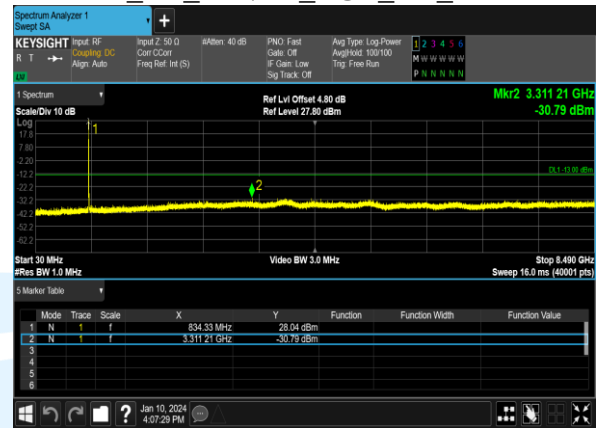 Spectrum Analyzer 1
Swept SA
KEYSIGHT Input: RF Input Z: 50 Ω #Atten: 40 dB PNO: Fast Avg Type: Log-Power 1 2 3 4 5 6
R T Coupling: DC Corr CCorr Gate: Off Avg|Hold: 100/100 M W W W W W
Align: Auto Freq Ref: Int (S) IF Gain: Low Trig: Free Run
LV Sig Track: Off P N N N N N
1 Spectrum Ref Lvl Offset 4.80 dB Mkr2 3.311 21 GHz
Scale/Div 10 dB Ref Level 27.80 dBm -30.79 dBm
Log
17.8
7.80
-2.20
-12.2
-22.2
-32.2
-42.2
-52.2
-62.2
1
2
DL1 -13.00 dBm
Start 30 MHz Video BW 3.0 MHz Stop 8.490 GHz
#Res BW 1.0 MHz Sweep 16.0 ms (40001 pts)
5 Marker Table
Mode Trace Scale X Y Function Function Width Function Value
1 N 1 f 834.33 MHz 28.04 dBm
2 N 1 f 3.311 21 GHz -30.79 dBm
3
4
5
6
? Jan 10, 2024
4:07:29 PM